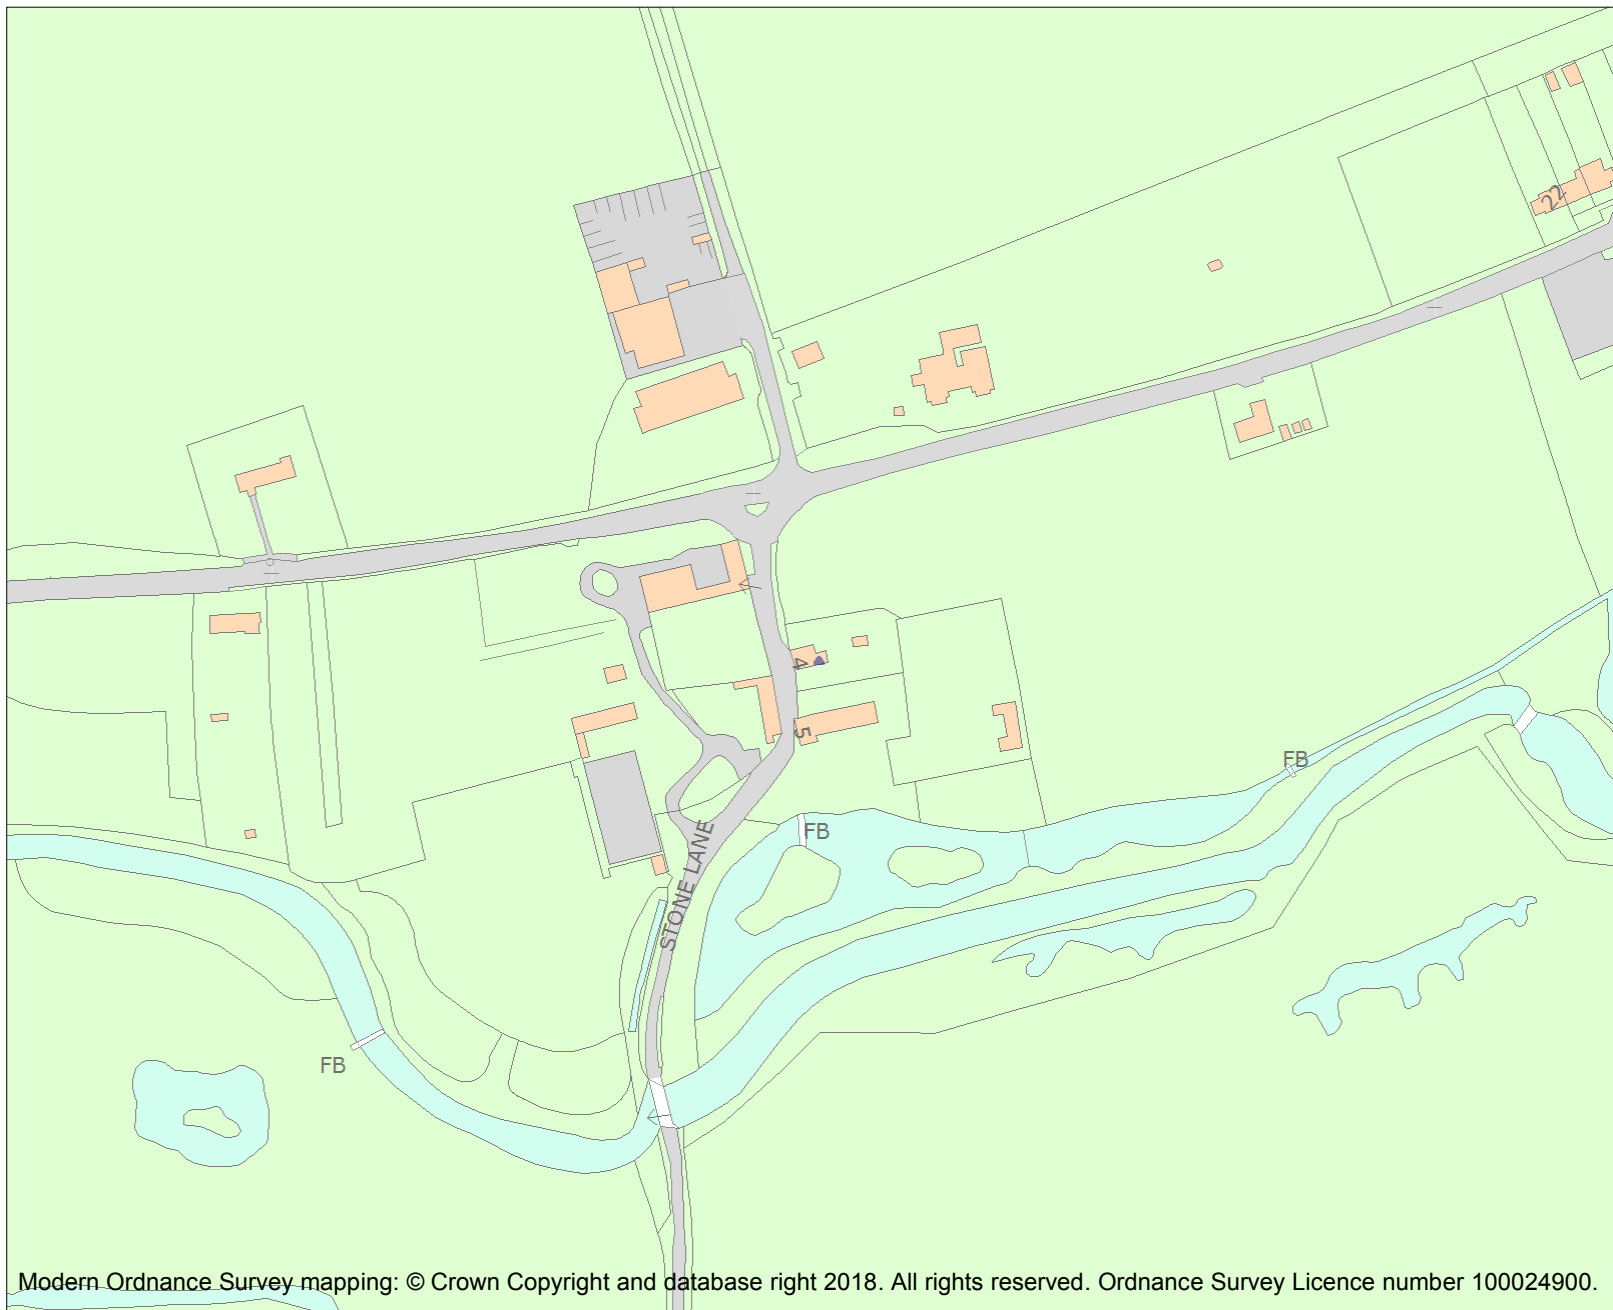 22
4
5
FB
FB
STONE LANE
FB
Modern Ordnance Survey mapping: © Crown Copyright and database right 2018. All rights reserved. Ordnance Survey Licence number 100024900.